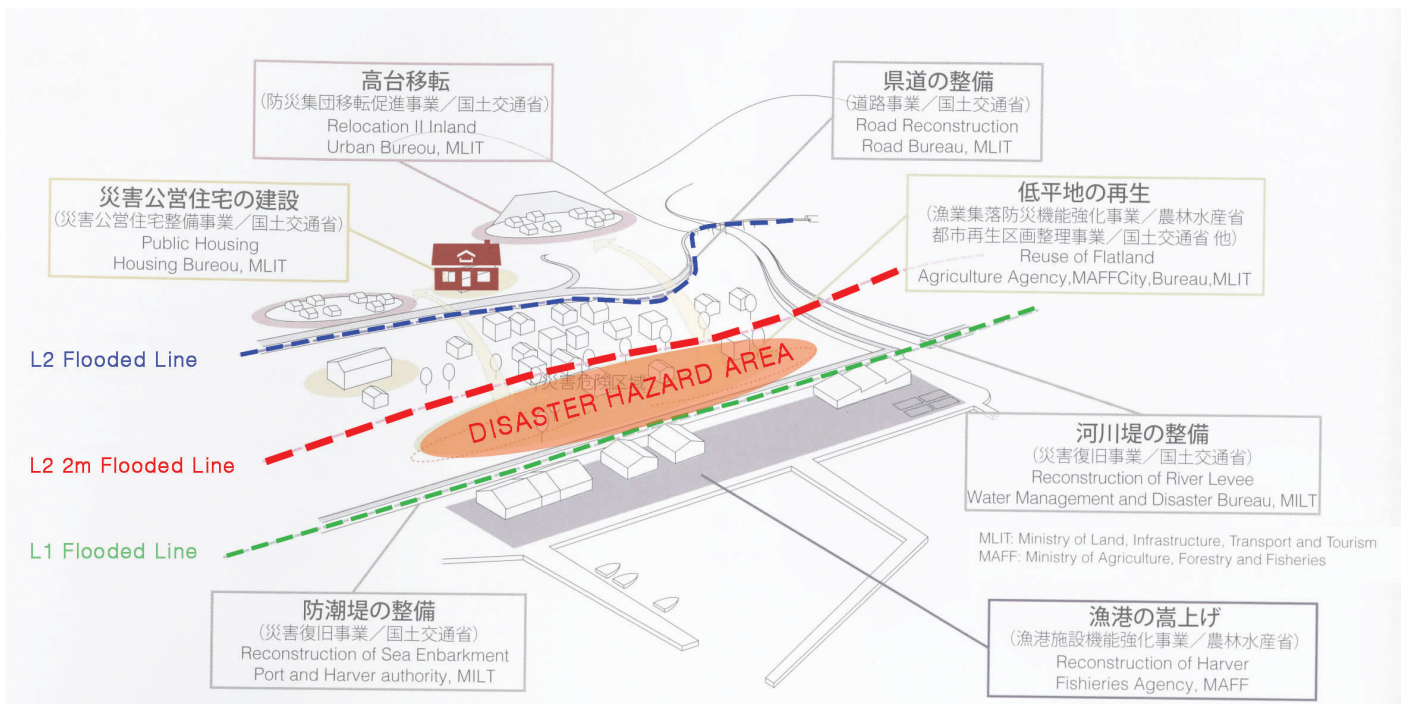 高台移転
(防災集団移転促進事業／国土交通省)
Relocation II Inland
Urban Bureou, MLIT
県道の整備
(道路事業／国土交通省)
Road Reconstruction
Road Bureau, MLIT
災害公営住宅の建設
(災害公営住宅整備事業／国土交通省)
Public Housing
Housing Bureou, MLIT
低平地の再生
(漁業集落防災機能強化事業／農林水産省
都市再生区画整理事業／国土交通省 他)
Reuse of Flatland
Agriculture Agency,MAFFCity,Bureau,MLIT
L2 Flooded Line
災害危険区域
DISASTER HAZARD AREA
L2 2m Flooded Line
河川堤の整備
(災害復旧事業／国土交通省)
Reconstruction of River Levee
Water Management and Disaster Bureau, MILT
L1 Flooded Line
MLIT: Ministry of Land, Infrastructure, Transport and Tourism
MAFF: Ministry of Agriculture, Forestry and Fisheries
防潮堤の整備
(災害復旧事業／国土交通省)
Reconstruction of Sea Enbarkment
Port and Harver authority, MILT
漁港の嵩上げ
(漁港施設機能強化事業／農林水産省)
Reconstruction of Harver
Fishieries Agency, MAFF